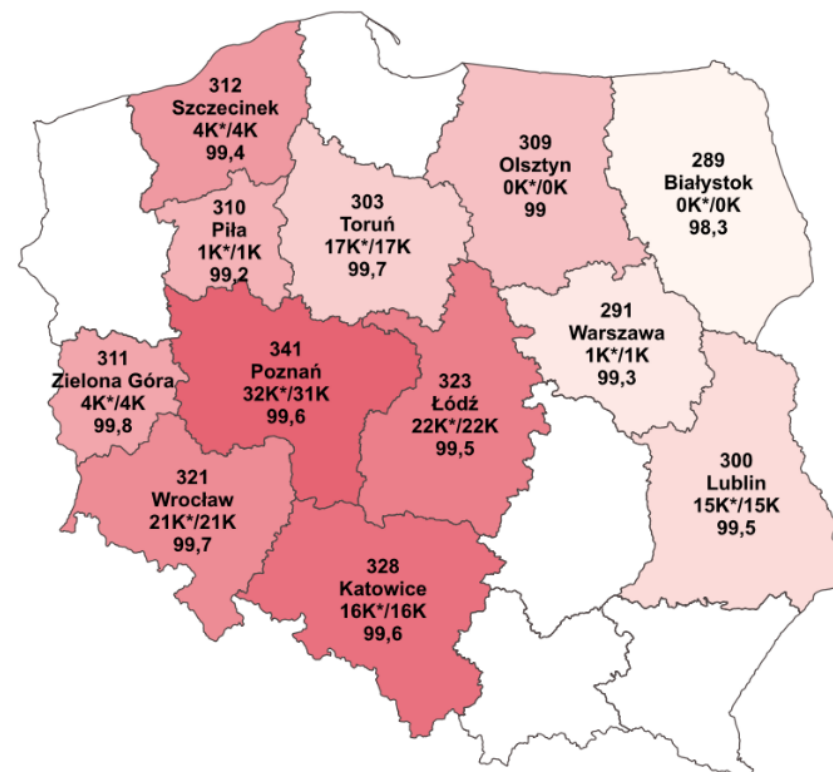 312
Szczecinek
4K*/4K
99,4
309
Olsztyn
0K*/0K
99
289
Białystok
0K*/0K
98,3
310
Piła
1K*/1K
99,2
303
Toruń
17K*/17K
99,7
291
Warszawa
1K*/1K
99,3
311
Zielona Góra
4K*/4K
99,8
341
Poznań
32K*/31K
99,6
323
Łódź
22K*/22K
99,5
300
Lublin
15K*/15K
99,5
321
Wrocław
21K*/21K
99,7
328
Katowice
16K*/16K
99,6